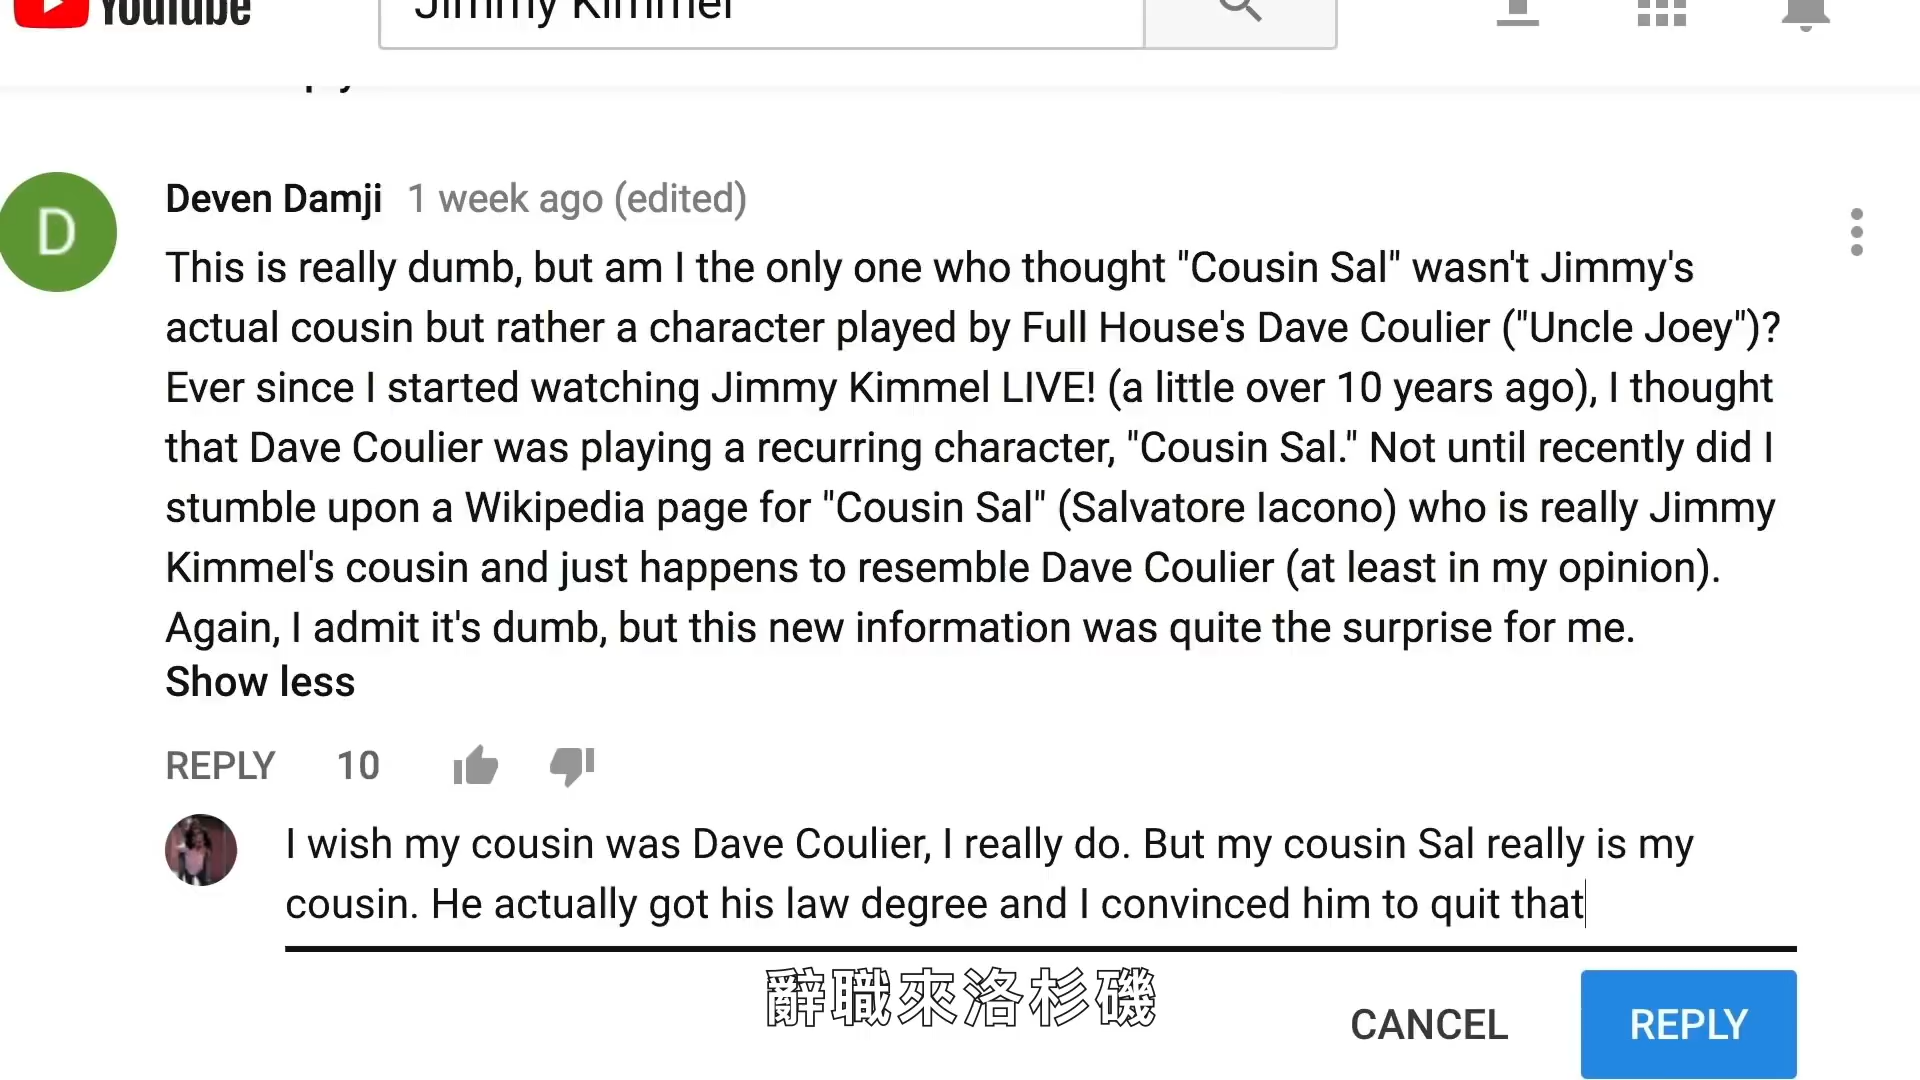 YouTube
Jimmy Kimmel
D
Deven Damji 1 week ago (edited)
This is really dumb, but am I the only one who thought "Cousin Sal" wasn't Jimmy's
actual cousin but rather a character played by Full House's Dave Coulier ("Uncle Joey")?
Ever since I started watching Jimmy Kimmel LIVE! (a little over 10 years ago), I thought
that Dave Coulier was playing a recurring character, "Cousin Sal." Not until recently did I
stumble upon a Wikipedia page for "Cousin Sal" (Salvatore Iacono) who is really Jimmy
Kimmel's cousin and just happens to resemble Dave Coulier (at least in my opinion).
Again, I admit it's dumb, but this new information was quite the surprise for me.
Show less
REPLY 10
I wish my cousin was Dave Coulier, I really do. But my cousin Sal really is my
cousin. He actually got his law degree and I convinced him to quit that
辭職來洛杉磯
CANCEL REPLY